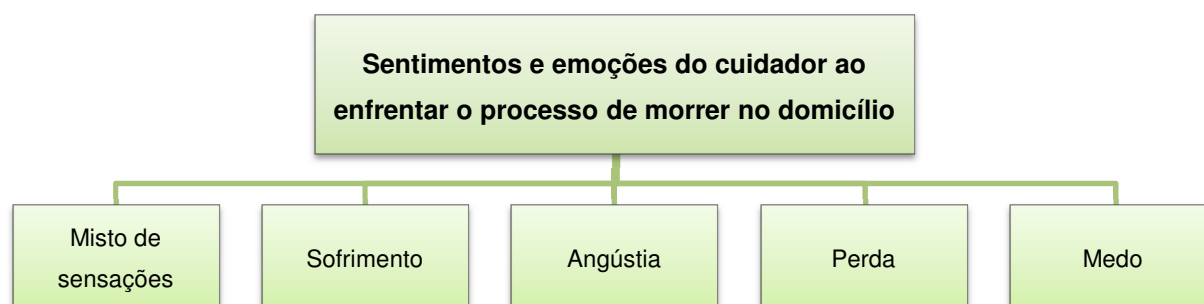 Sentimentos e emoções do cuidador ao
enfrentar o processo de morrer no domicílio
Misto de
sensações
Sofrimento
Angústia
Perda
Medo